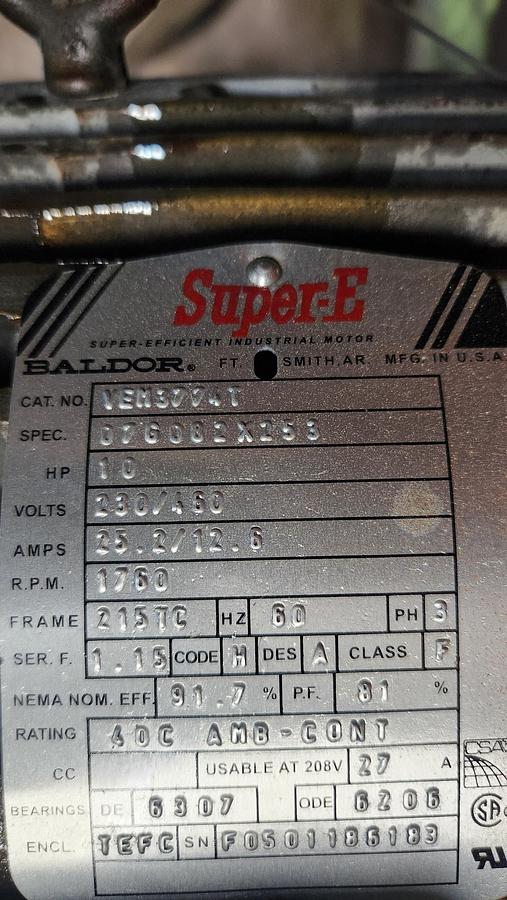 Super-E
SUPER-EFFICIENT INDUSTRIAL MOTOR
BALDOR® FT. SMITH, AR. MFG. IN U.S.A
CAT. NO. VEM3774T
SPEC. 07G082X253
HP 10
VOLTS 230/460
AMPS 25.2/12.6
R.P.M. 1760
FRAME 215TC HZ 60 PH 3
SER. F. 1.15 CODE H DES A CLASS F
NEMA NOM. EFF. 91.7 % P.F. 81 %
RATING 40C AMB-CONT
CC USABLE AT 208V 27 A
BEARINGS DE 6307 ODE 6206
ENCL. TEFC SN F0501186183
CSA